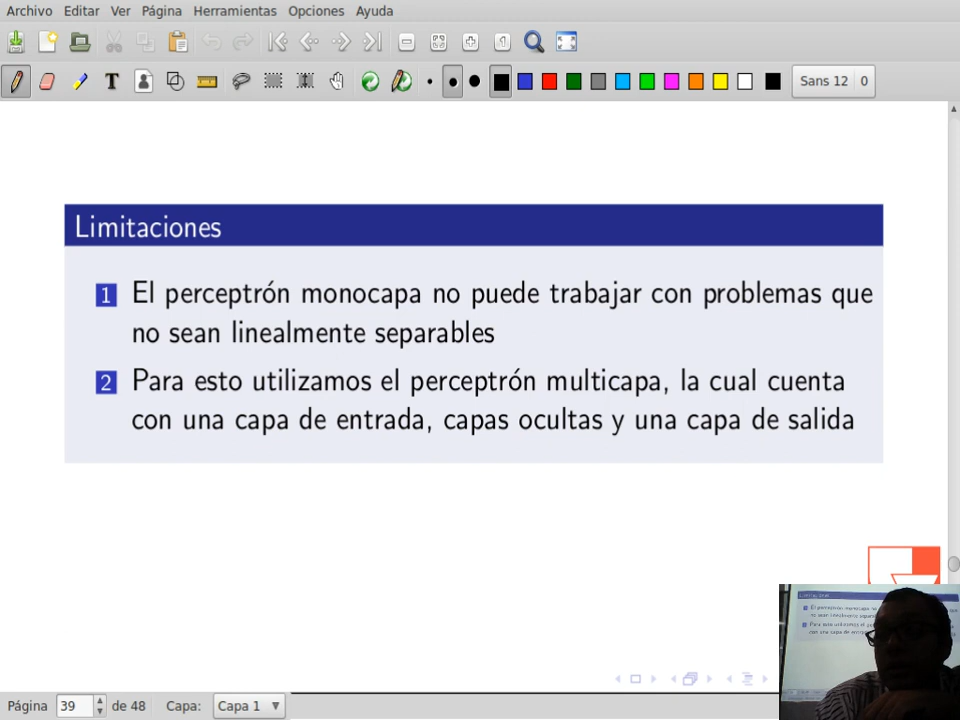 Archivo Editar Ver Página Herramientas Opciones Ayuda
T
Sans 12 0
Limitaciones
1 El perceptrón monocapa no puede trabajar con problemas que
no sean linealmente separables
2 Para esto utilizamos el perceptrón multicapa, la cual cuenta
con una capa de entrada, capas ocultas y una capa de salida
Limitaciones
Página 39 de 48 Capa: Capa 1